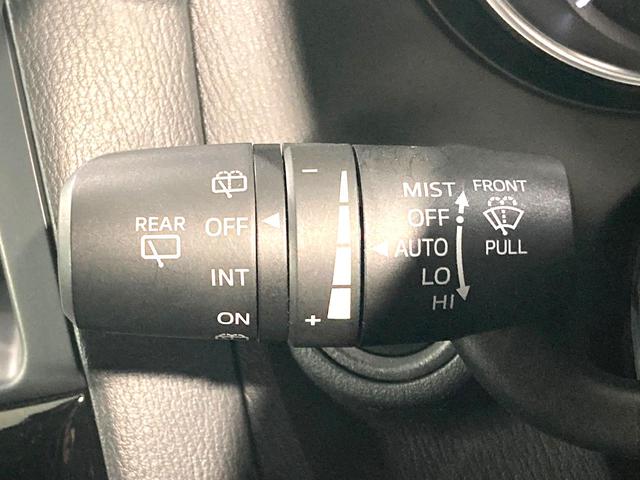 REAR
OFF
INT
ON
−
+
MIST
OFF
AUTO
LO
HI
FRONT
PULL